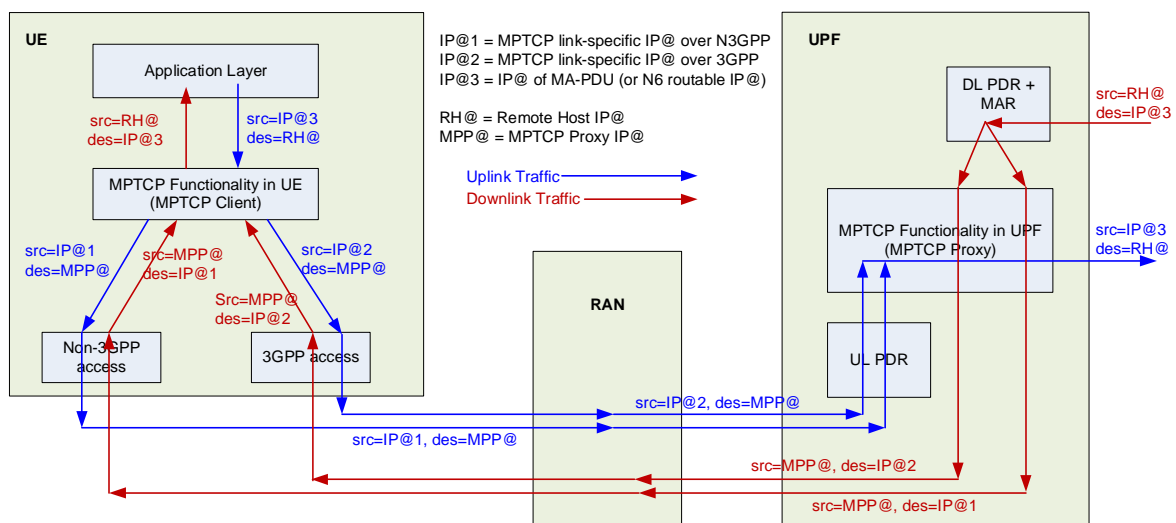 UE
Application Layer
src=RH@
des=IP@3
src=IP@3
des=RH@
MPTCP Functionality in UE
(MPTCP Client)
src=IP@1
des=MPP@
src=MPP@
des=IP@1
Src=MPP@
des=IP@2
src=IP@2
des=MPP@
Non-3GPP
access
3GPP access
IP@1 = MPTCP link-specific IP@ over N3GPP
IP@2 = MPTCP link-specific IP@ over 3GPP
IP@3 = IP@ of MA-PDU (or N6 routable IP@)
RH@ = Remote Host IP@
MPP@ = MPTCP Proxy IP@
Uplink Traffic
Downlink Traffic
RAN
UPF
DL PDR +
MAR
src=RH@
des=IP@3
MPTCP Functionality in UPF
(MPTCP Proxy)
src=IP@3
des=RH@
UL PDR
src=IP@2, des=MPP@
src=IP@1, des=MPP@
src=MPP@, des=IP@2
src=MPP@, des=IP@1